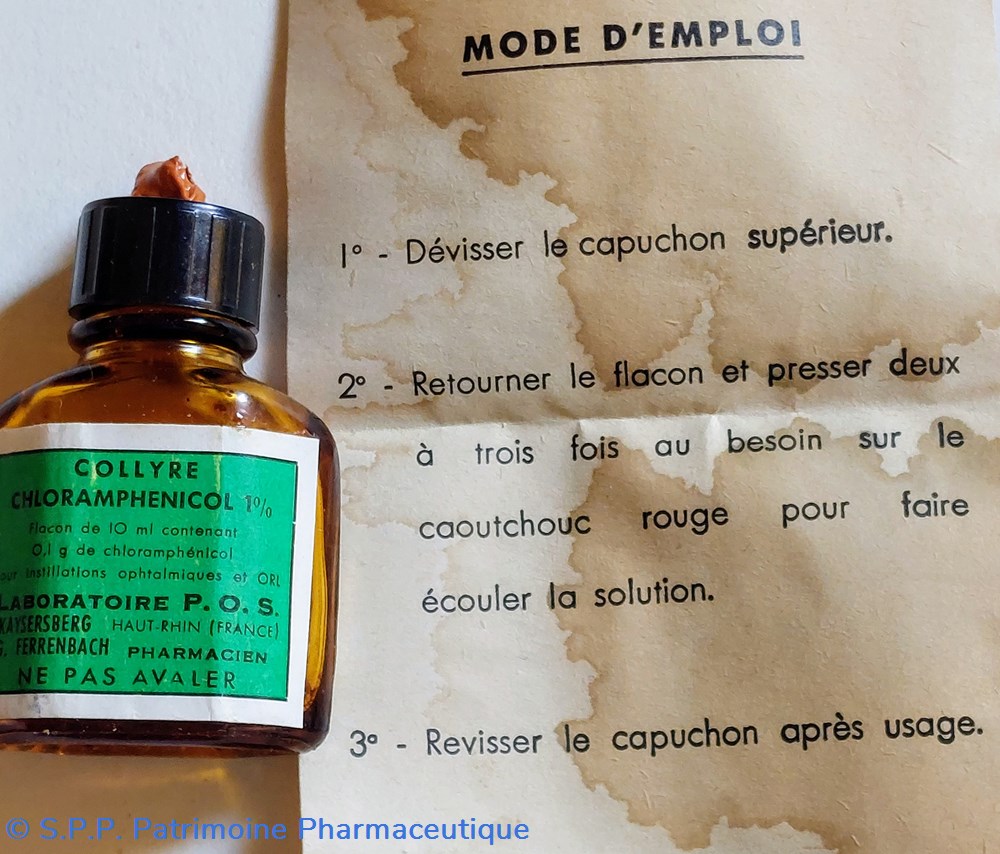 MODE D'EMPLOI
1° - Dévisser le capuchon supérieur.
2° - Retourner le flacon et presser deux
à trois fois au besoin sur le
caoutchouc rouge pour faire
écouler la solution.
3° - Revisser le capuchon après usage.
COLLYRE
CHLORAMPHENICOL 1%
Flacon de 10 ml contenant
0,1 g de chloramphénicol
our instillations ophtalmiques et ORL
LABORATOIRE P. O. S.
KAYSERSBERG HAUT-RHIN (FRANCE)
G. FERRENBACH PHARMACIEN
NE PAS AVALER
© S.P.P. Patrimoine Pharmaceutique